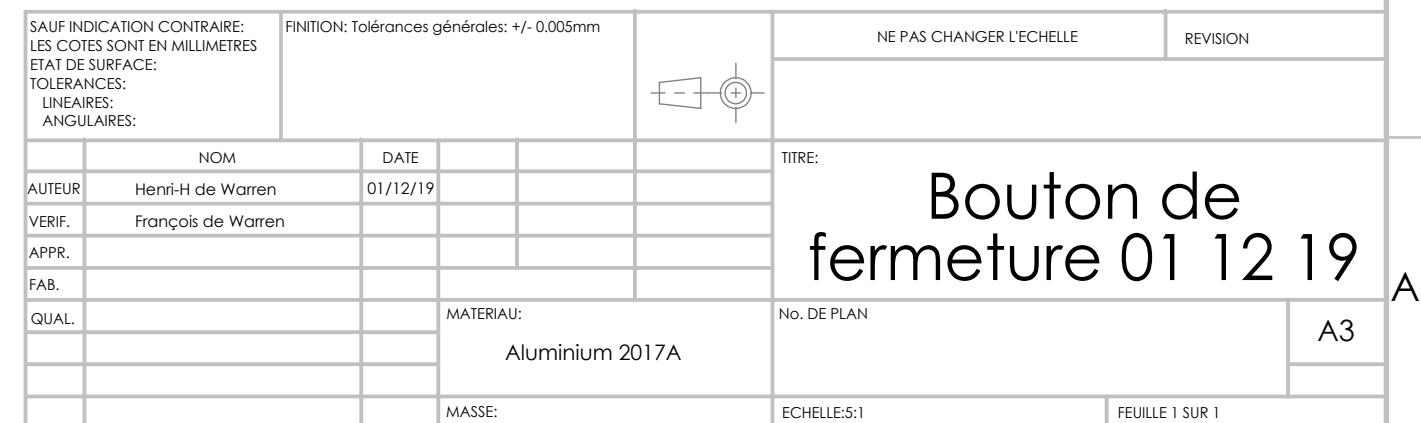 SAUF INDICATION CONTRAIRE:
LES COTES SONT EN MILLIMETRES
ETAT DE SURFACE:
TOLERANCES:
LINEAIRES:
ANGULAIRES:
FINITION: Tolérances générales: +/- 0.005mm
NE PAS CHANGER L'ECHELLE
REVISION
NOM
DATE
AUTEUR
Henri-H de Warren
01/12/19
VERIF.
François de Warren
APPR.
FAB.
QUAL.
TITRE:
Bouton de
fermeture 01 12 19
A
MATERIAU:
Aluminium 2017A
No. DE PLAN
A3
MASSE:
ECHELLE:5:1
FEUILLE 1 SUR 1